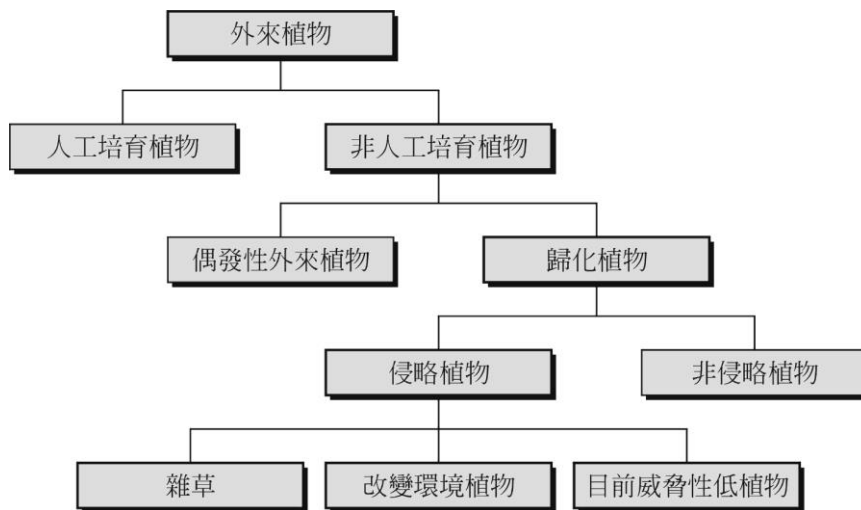 外來植物
人工培育植物
非人工培育植物
偶發性外來植物
歸化植物
侵略植物
非侵略植物
雜草
改變環境植物
目前威脅性低植物